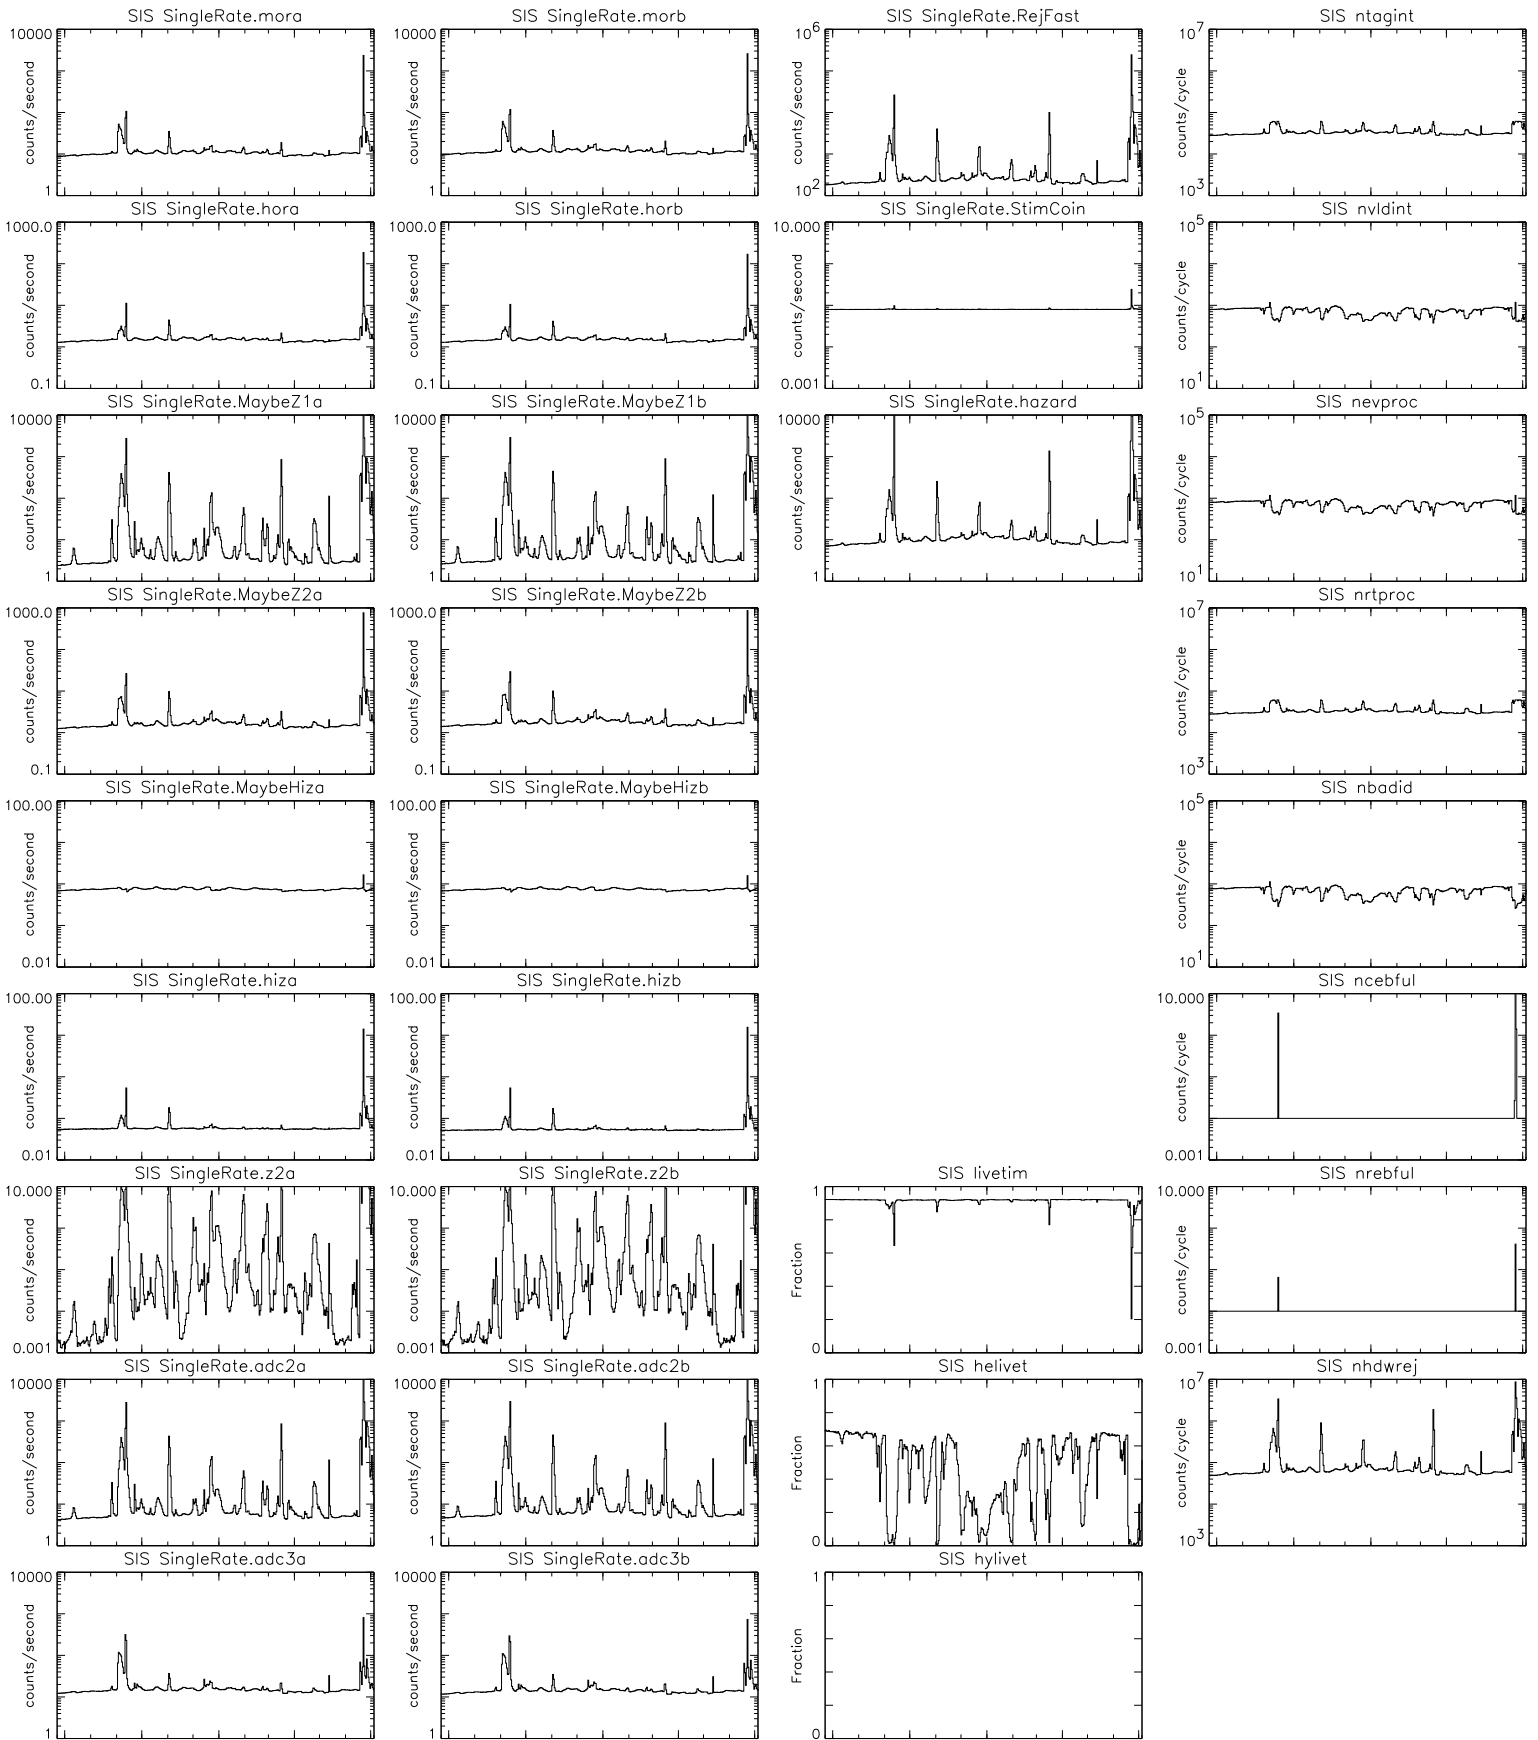 SIS SingleRate.mora
10000
counts/second
1
SIS SingleRate.morb
10000
counts/second
1
SIS SingleRate.RejFast
10^6
counts/second
10^2
SIS ntagint
10^7
counts/cycle
10^3
SIS SingleRate.hora
1000.0
counts/second
0.1
SIS SingleRate.horb
1000.0
counts/second
0.1
SIS SingleRate.StimCoin
10.000
counts/second
0.001
SIS nvldint
10^5
counts/cycle
10^1
SIS SingleRate.MaybeZ1a
10000
counts/second
1
SIS SingleRate.MaybeZ1b
10000
counts/second
1
SIS SingleRate.hazard
10000
counts/second
1
SIS nevproc
10^5
counts/cycle
10^1
SIS SingleRate.MaybeZ2a
1000.0
counts/second
0.1
SIS SingleRate.MaybeZ2b
1000.0
counts/second
0.1
SIS nrtproc
10^7
counts/cycle
10^3
SIS SingleRate.MaybeHiza
100.00
counts/second
0.01
SIS SingleRate.MaybeHizb
100.00
counts/second
0.01
SIS nbadid
10^5
counts/cycle
10^1
SIS SingleRate.hiza
100.00
counts/second
0.01
SIS SingleRate.hizb
100.00
counts/second
0.01
SIS ncebful
10.000
counts/cycle
0.001
SIS SingleRate.z2a
10.000
counts/second
0.001
SIS SingleRate.z2b
10.000
counts/second
0.001
SIS livetim
1
Fraction
0
SIS nrebful
10.000
counts/cycle
0.001
SIS SingleRate.adc2a
10000
counts/second
1
SIS SingleRate.adc2b
10000
counts/second
1
SIS helivet
1
Fraction
0
SIS nhdwrej
10^7
counts/cycle
10^3
SIS SingleRate.adc3a
10000
counts/second
1
SIS SingleRate.adc3b
10000
counts/second
1
SIS hylivet
1
Fraction
0